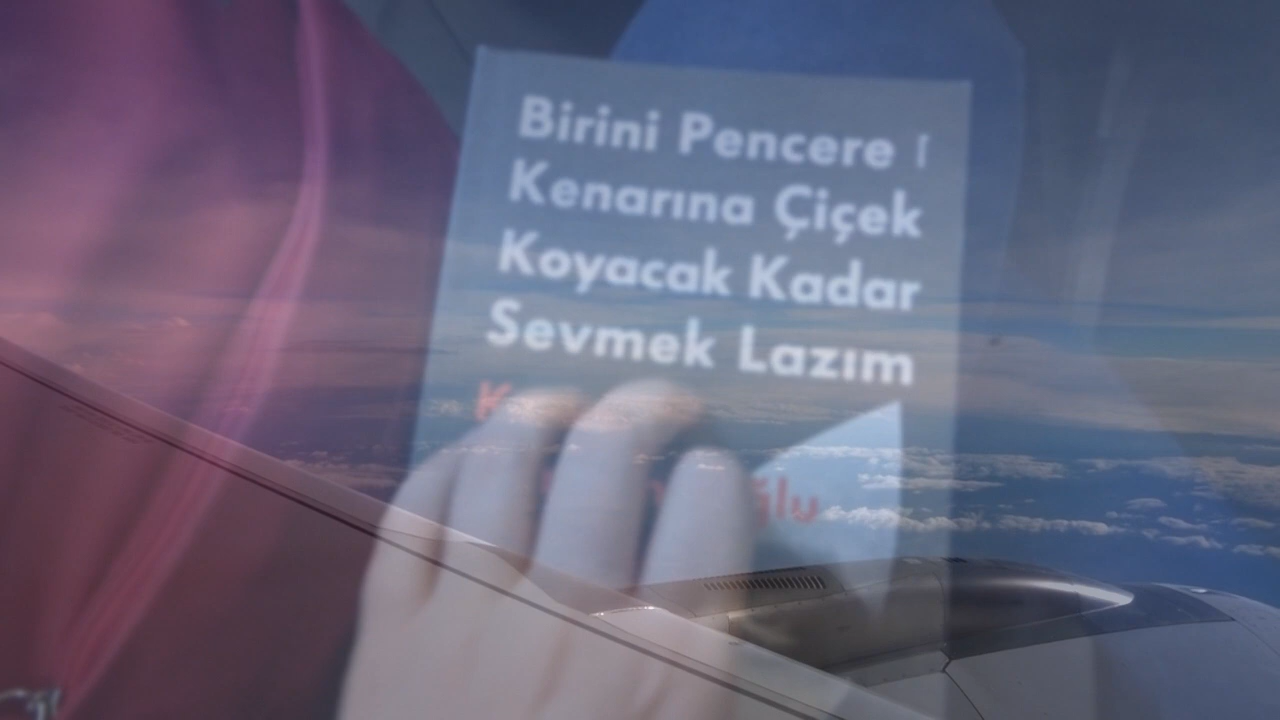 Birini Pencere
Kenarına Çiçek
Koyacak Kadar
Sevmek Lazım